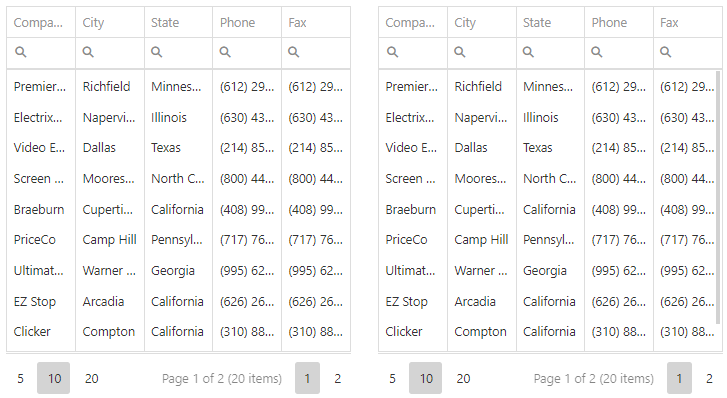 Compa... City State Phone Fax
Premier... Richfield Minnes... (612) 29... (612) 29...
Electrix... Napervi... Illinois (630) 43... (630) 43...
Video E... Dallas Texas (214) 85... (214) 85...
Screen ... Moores... North C... (800) 44... (800) 44...
Braeburn Cuperti... California (408) 99... (408) 99...
PriceCo Camp Hill Pennsyl... (717) 76... (717) 76...
Ultimat... Warner ... Georgia (995) 62... (995) 62...
EZ Stop Arcadia California (626) 26... (626) 26...
Clicker Compton California (310) 88... (310) 88...
5 10 20 Page 1 of 2 (20 items) 1 2
Compa... City State Phone Fax
Premier... Richfield Minnes... (612) 29... (612) 29...
Electrix... Napervi... Illinois (630) 43... (630) 43...
Video E... Dallas Texas (214) 85... (214) 85...
Screen ... Moores... North C... (800) 44... (800) 44...
Braeburn Cuperti... California (408) 99... (408) 99...
PriceCo Camp Hill Pennsyl... (717) 76... (717) 76...
Ultimat... Warner ... Georgia (995) 62... (995) 62...
EZ Stop Arcadia California (626) 26... (626) 26...
Clicker Compton California (310) 88... (310) 88...
5 10 20 Page 1 of 2 (20 items) 1 2